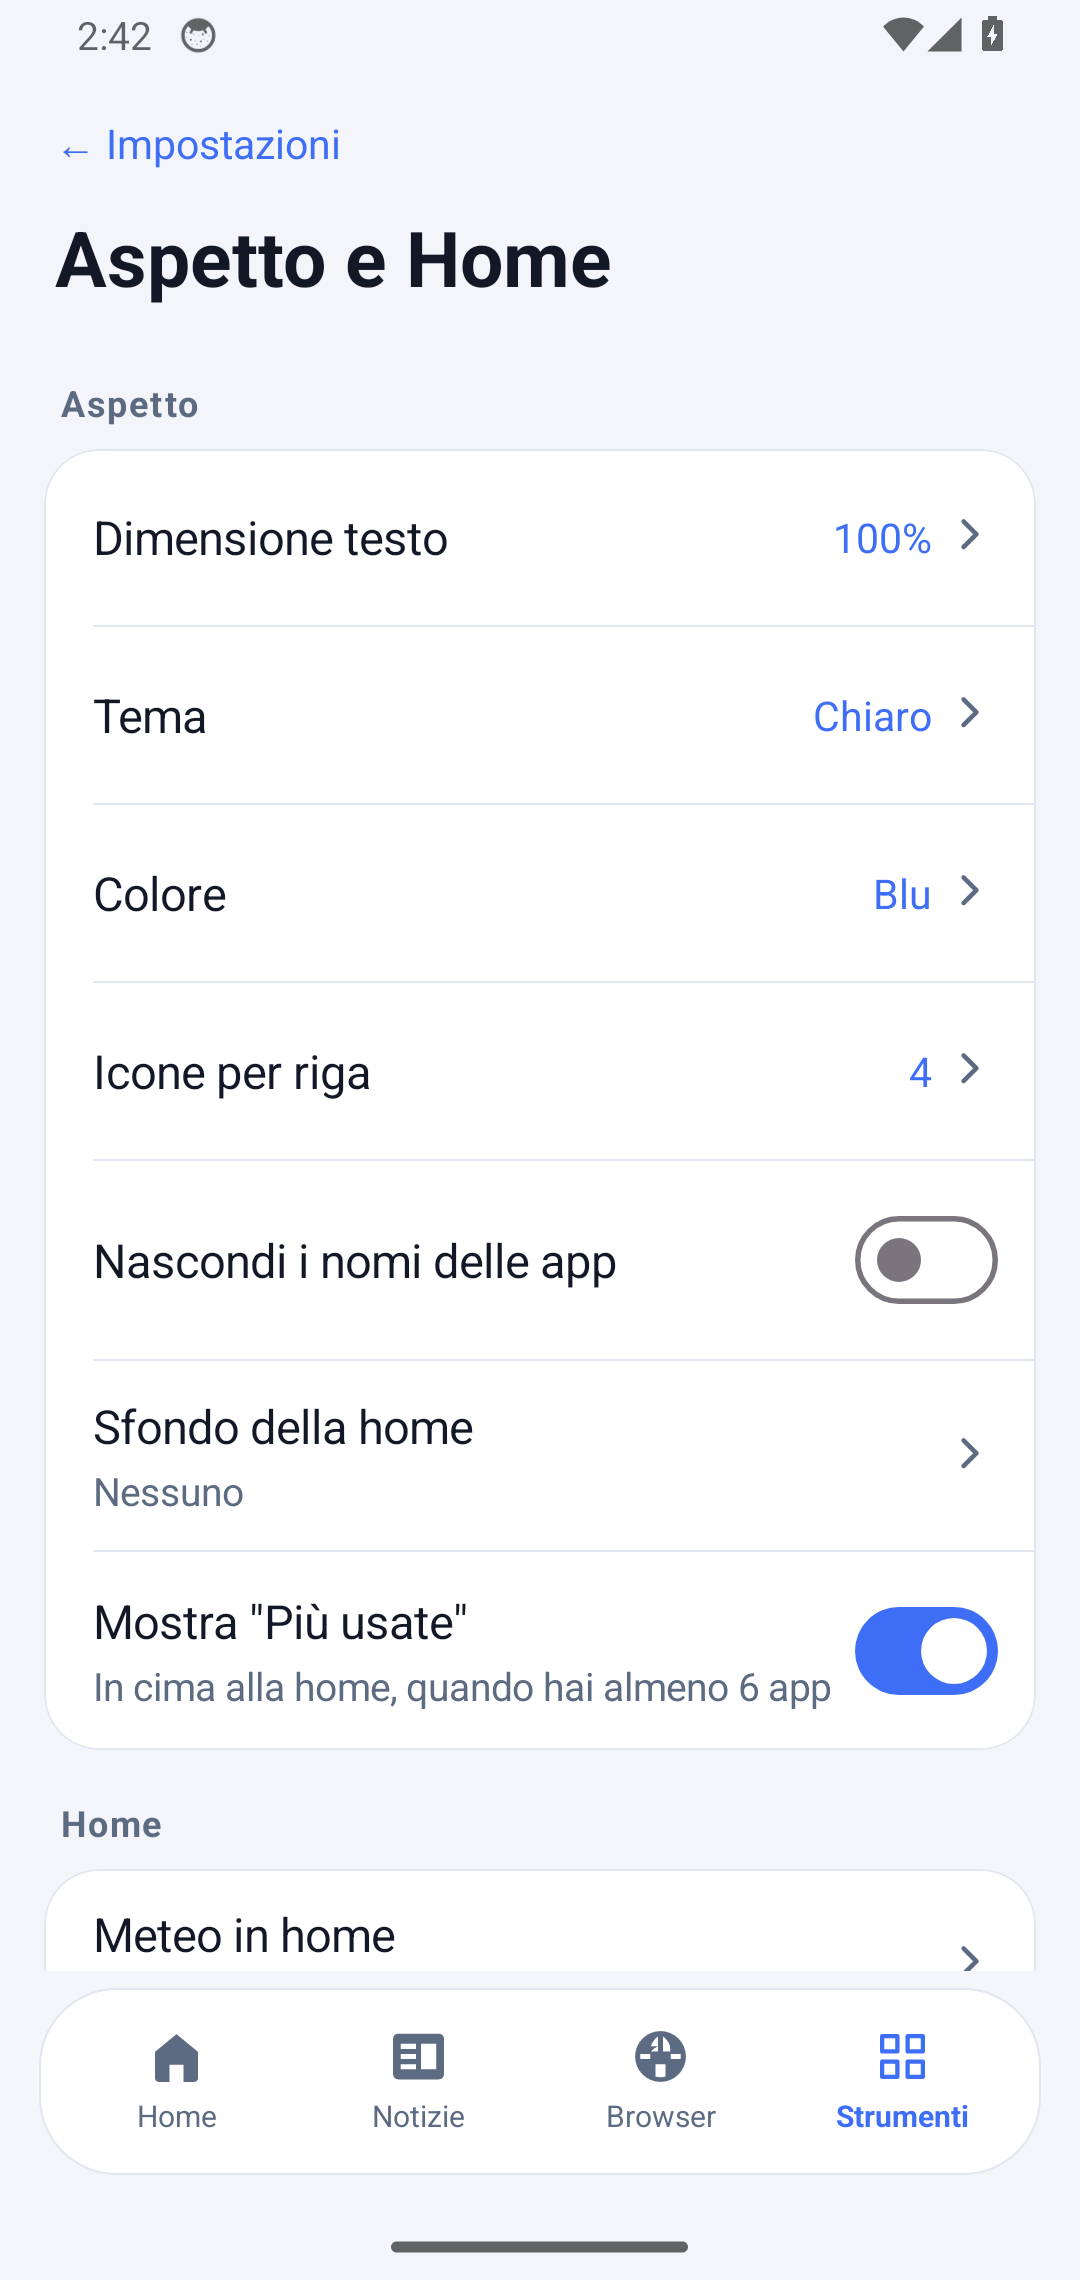 2:42
← Impostazioni
Aspetto e Home
Aspetto
Dimensione testo 100%
Tema Chiaro
Colore Blu
Icone per riga 4
Nascondi i nomi delle app
Sfondo della home
Nessuno
Mostra "Più usate"
In cima alla home, quando hai almeno 6 app
Home
Meteo in home
Home Notizie Browser Strumenti